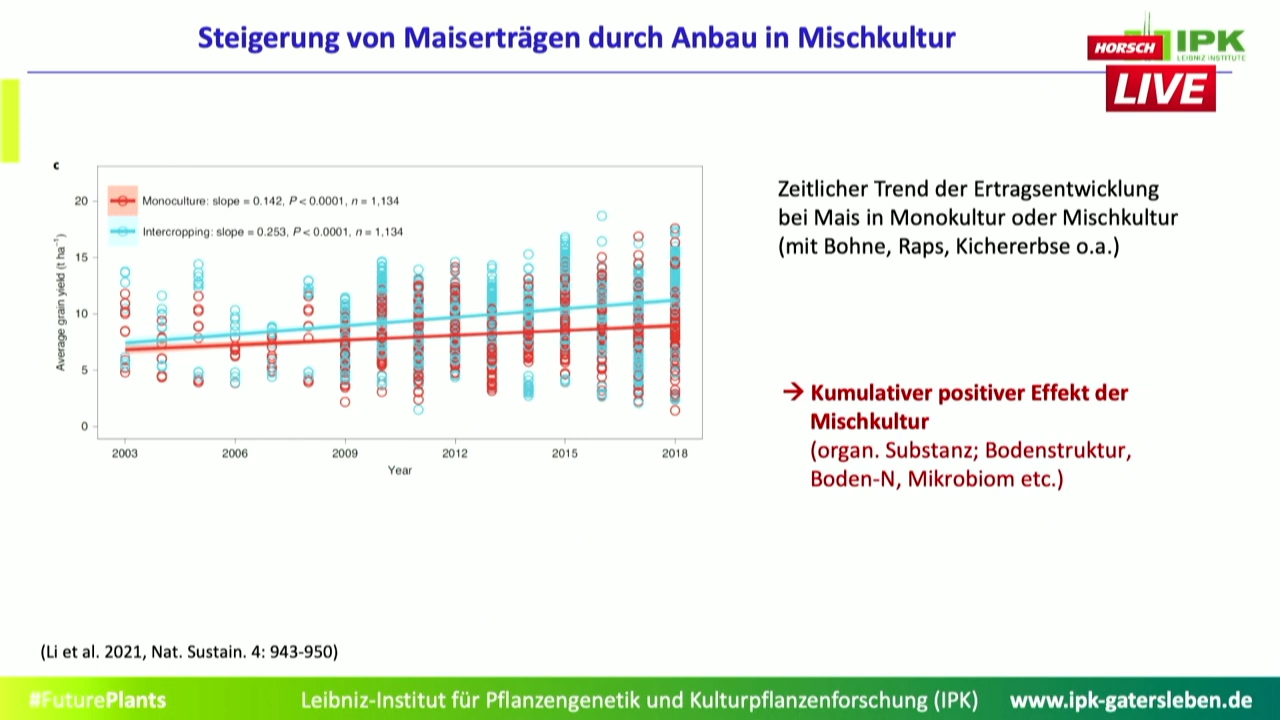 Steigerung von Maiserträgen durch Anbau in Mischkultur
HORSCH
LIVE
IPK
LEIBNIZ INSTITUTE
c
Monoculture: slope = 0.142, P < 0.0001, n = 1,134
Intercropping: slope = 0.253, P < 0.0001, n = 1,134
Average grain yield (t ha⁻¹)
20
15
10
5
0
2003 2006 2009 2012 2015 2018
Year
Zeitlicher Trend der Ertragsentwicklung
bei Mais in Monokultur oder Mischkultur
(mit Bohne, Raps, Kichererbse o.a.)
→ Kumulativer positiver Effekt der
Mischkultur
(organ. Substanz; Bodenstruktur,
Boden-N, Mikrobiom etc.)
(Li et al. 2021, Nat. Sustain. 4: 943-950)
#FuturePlants Leibniz-Institut für Pflanzengenetik und Kulturpflanzenforschung (IPK) www.ipk-gatersleben.de